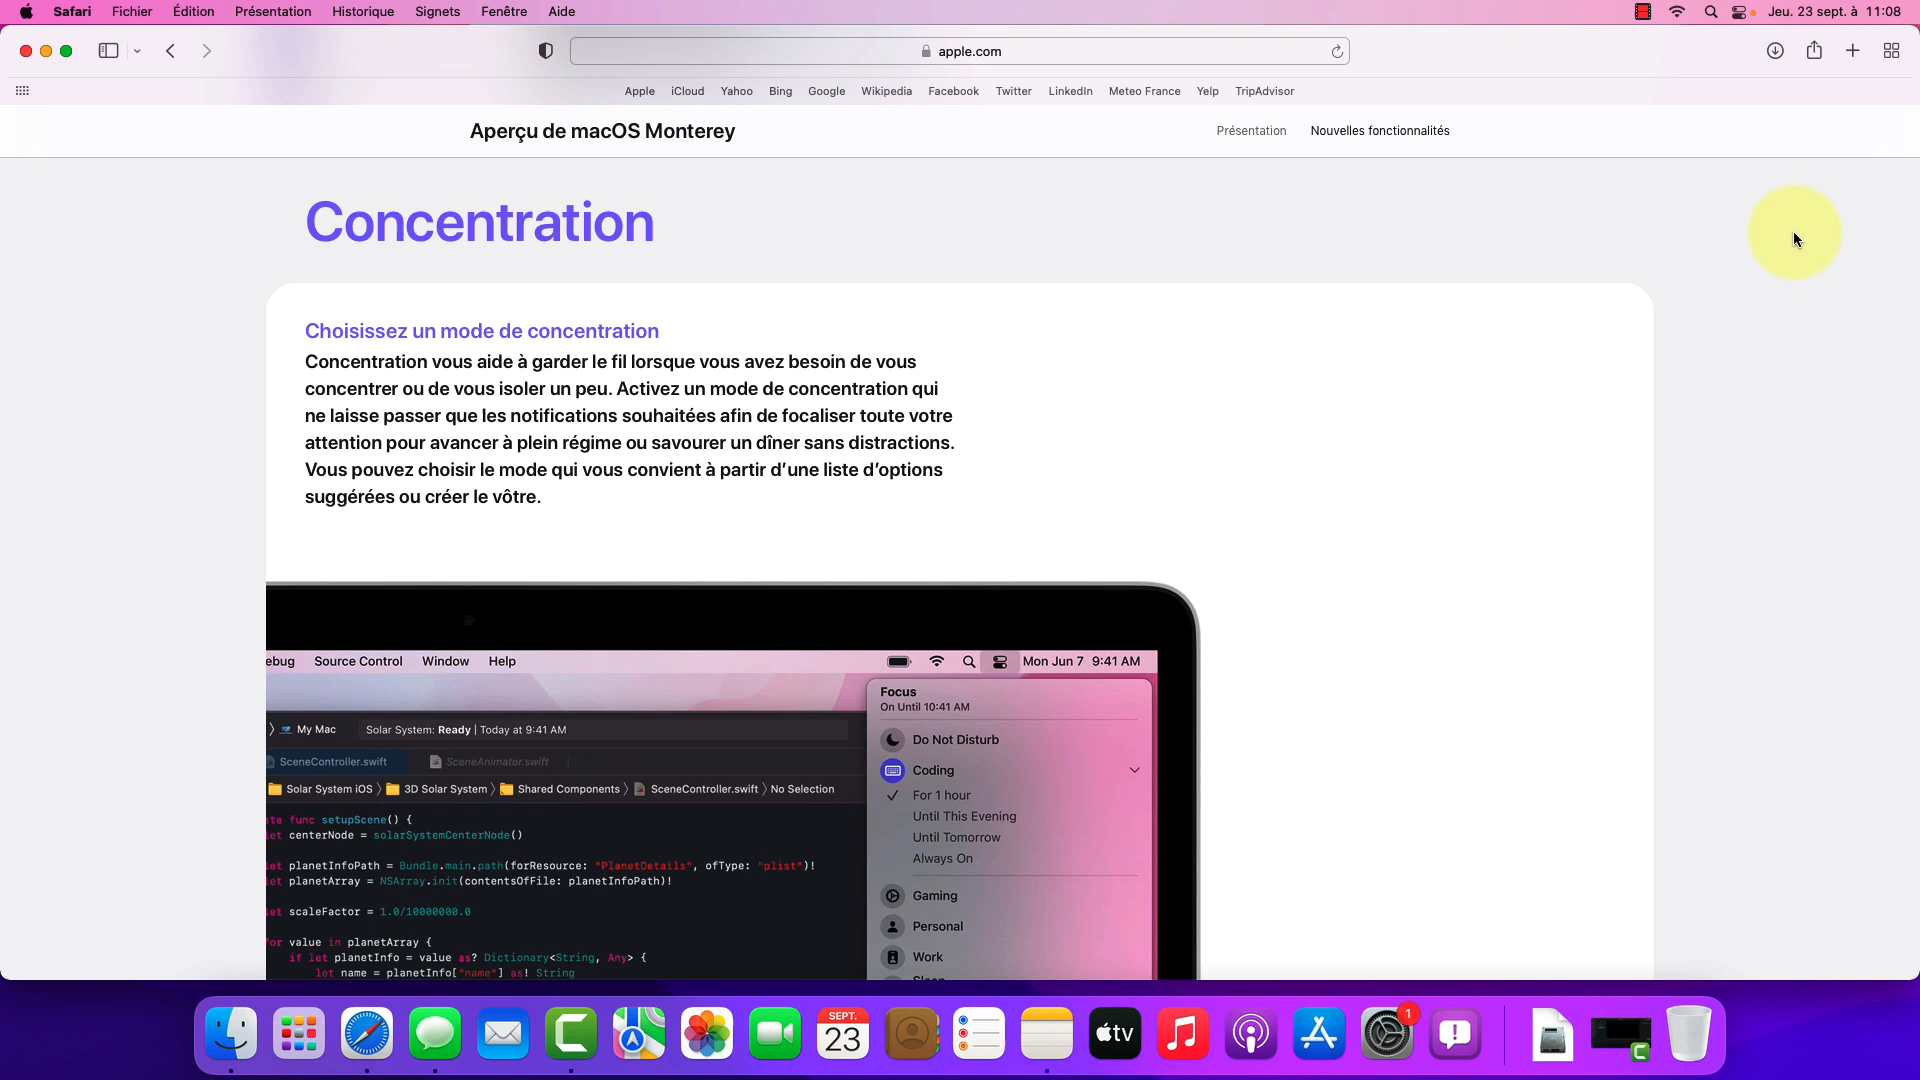 Safari Fichier Édition Présentation Historique Signets Fenêtre Aide Jeu. 23 sept. à 11:08
apple.com
Apple iCloud Yahoo Bing Google Wikipedia Facebook Twitter LinkedIn Meteo France Yelp TripAdvisor
Aperçu de macOS Monterey Présentation Nouvelles fonctionnalités
Concentration
Choisissez un mode de concentration
Concentration vous aide à garder le fil lorsque vous avez besoin de vous
concentrer ou de vous isoler un peu. Activez un mode de concentration qui
ne laisse passer que les notifications souhaitées afin de focaliser toute votre
attention pour avancer à plein régime ou savourer un dîner sans distractions.
Vous pouvez choisir le mode qui vous convient à partir d’une liste d’options
suggérées ou créer le vôtre.
ebug Source Control Window Help Mon Jun 7 9:41 AM
Focus
On Until 10:41 AM
My Mac Solar System: Ready | Today at 9:41 AM
Do Not Disturb
SceneController.swift SceneAnimator.swift
Coding
Solar System iOS 〉 3D Solar System 〉 Shared Components 〉 SceneController.swift 〉 No Selection
For 1 hour
Until This Evening
Until Tomorrow
Always On
Gaming
Personal
Work
te func setupScene() {
let centerNode = solarSystemCenterNode()
let planetInfoPath = Bundle.main.path(forResource: "PlanetDetails", ofType: "plist")!
let planetArray = NSArray.init(contentsOfFile: planetInfoPath)!
let scaleFactor = 1.0/10000000.0
for value in planetArray {
if let planetInfo = value as? Dictionary<String, Any> {
let name = planetInfo["name"] as! String
SEPT.
23
tv
1